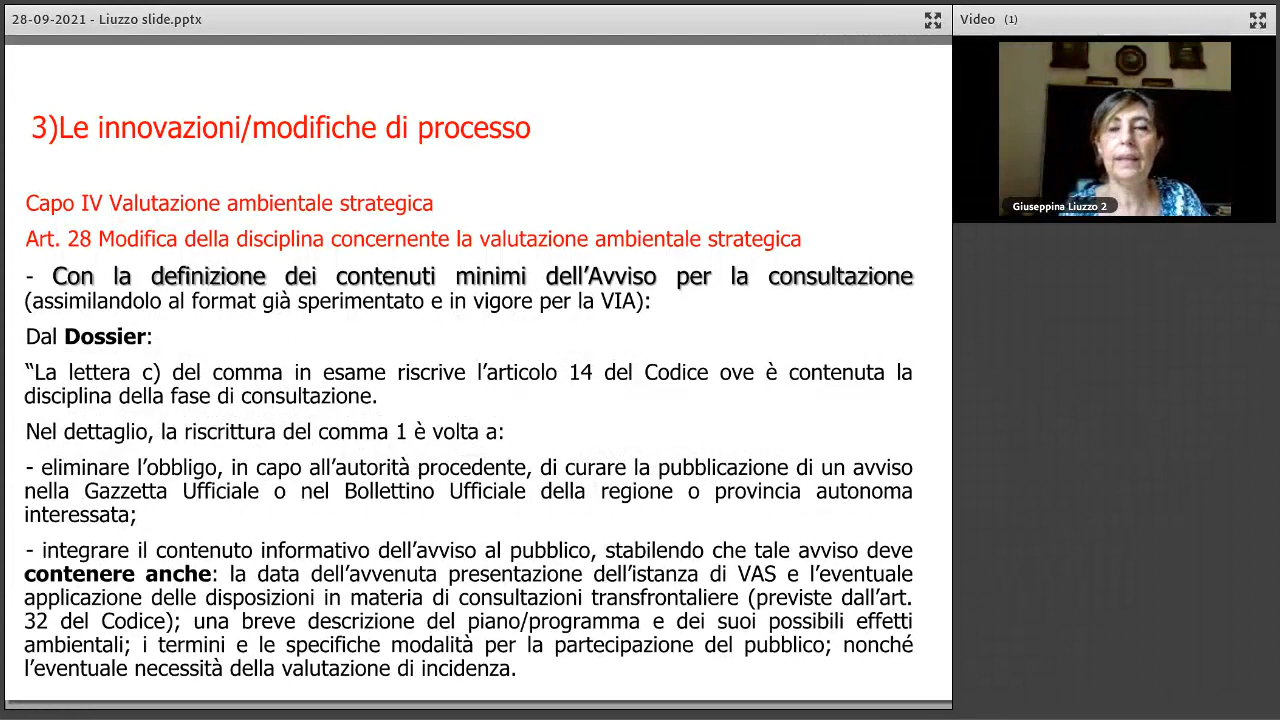 28-09-2021 - Liuzzo slide.pptx
Video (1)
Giuseppina Liuzzo 2
3)Le innovazioni/modifiche di processo
Capo IV Valutazione ambientale strategica
Art. 28 Modifica della disciplina concernente la valutazione ambientale strategica
- Con la definizione dei contenuti minimi dell'Avviso per la consultazione
(assimilandolo al format già sperimentato e in vigore per la VIA):
Dal Dossier:
“La lettera c) del comma in esame riscrive l'articolo 14 del Codice ove è contenuta la
disciplina della fase di consultazione.
Nel dettaglio, la riscrittura del comma 1 è volta a:
- eliminare l'obbligo, in capo all'autorità procedente, di curare la pubblicazione di un avviso
nella Gazzetta Ufficiale o nel Bollettino Ufficiale della regione o provincia autonoma
interessata;
- integrare il contenuto informativo dell'avviso al pubblico, stabilendo che tale avviso deve
contenere anche: la data dell'avvenuta presentazione dell'istanza di VAS e l'eventuale
applicazione delle disposizioni in materia di consultazioni transfrontaliere (previste dall'art.
32 del Codice); una breve descrizione del piano/programma e dei suoi possibili effetti
ambientali; i termini e le specifiche modalità per la partecipazione del pubblico; nonché
l'eventuale necessità della valutazione di incidenza.